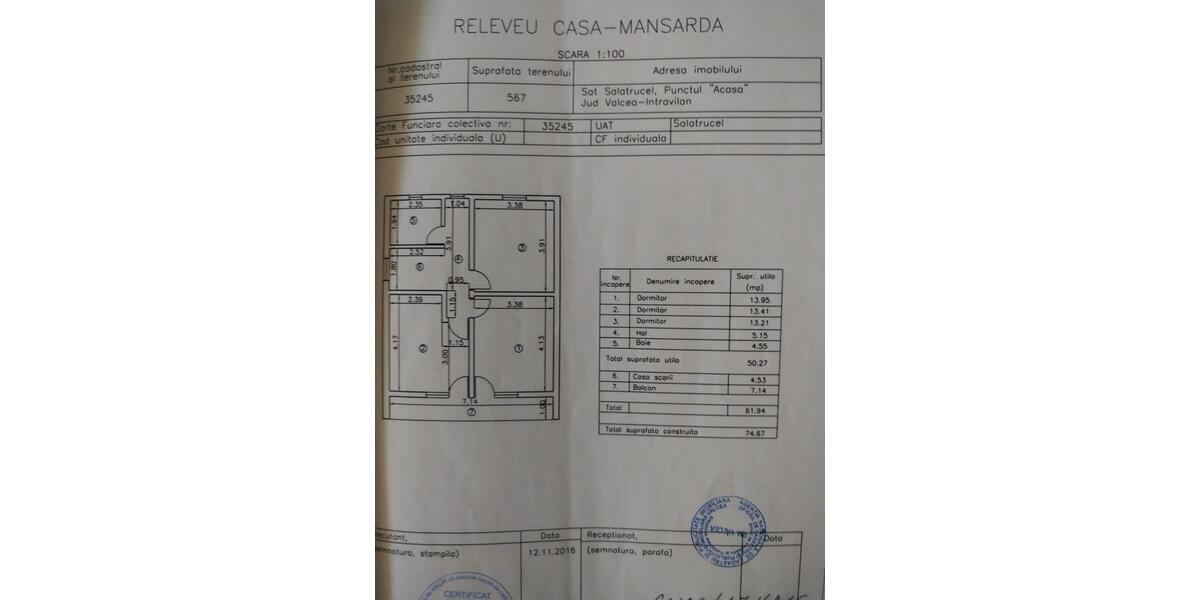 RELEVEU CASA-MANSARDA
SCARA 1:100
Nr.cadastral al terenului Suprafata terenului Adresa imobilului
35245 567 Sat Salatrucel, Punctul "Acasa"
Jud Valcea-Intravilan
Carte Funciara colectiva nr: 35245 UAT Salatrucel
Cod unitate individuala (U) CF individuala
2.35 1.04 3.38
1.94 5
3.91 3 3.91
2.52
1.80 6 4
0.95
2.39 1.15 3.38
4.17 2 3.00 1.15 1 4.13
7.14
7 1.00
RECAPITULATIE
Nr. incapere Denumire incapere Supr. utila (mp)
1. Dormitor 13.95
2. Dormitor 13.41
3. Dormitor 13.21
4. Hol 5.15
5. Baie 4.55
Total suprafata utila 50.27
6. Casa scarii 4.53
7. Balcon 7.14
Total 61.94
Total suprafata construita 74.67
Data Receptionat, Data
semnatura, stampila) 12.11.2016 (semnatura, parafa)
CERTIFICAT